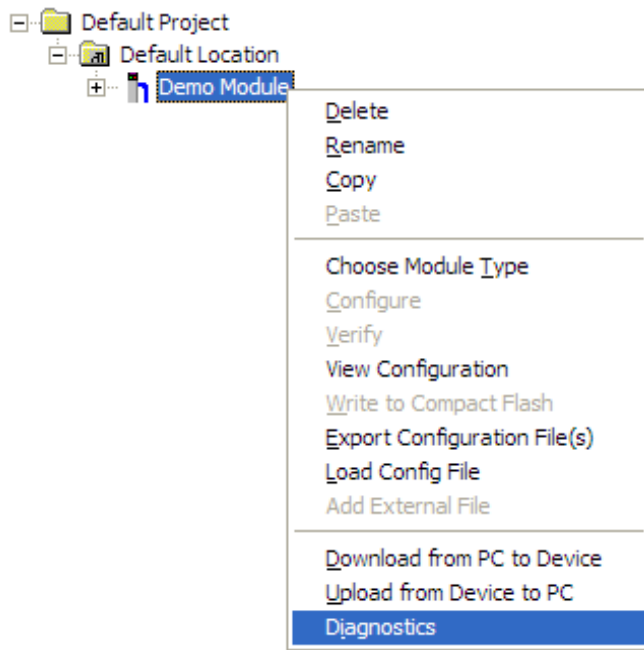 Default Project
Default Location
Demo Module
Delete
Rename
Copy
Paste
Choose Module Type
Configure
Verify
View Configuration
Write to Compact Flash
Export Configuration File(s)
Load Config File
Add External File
Download from PC to Device
Upload from Device to PC
Diagnostics